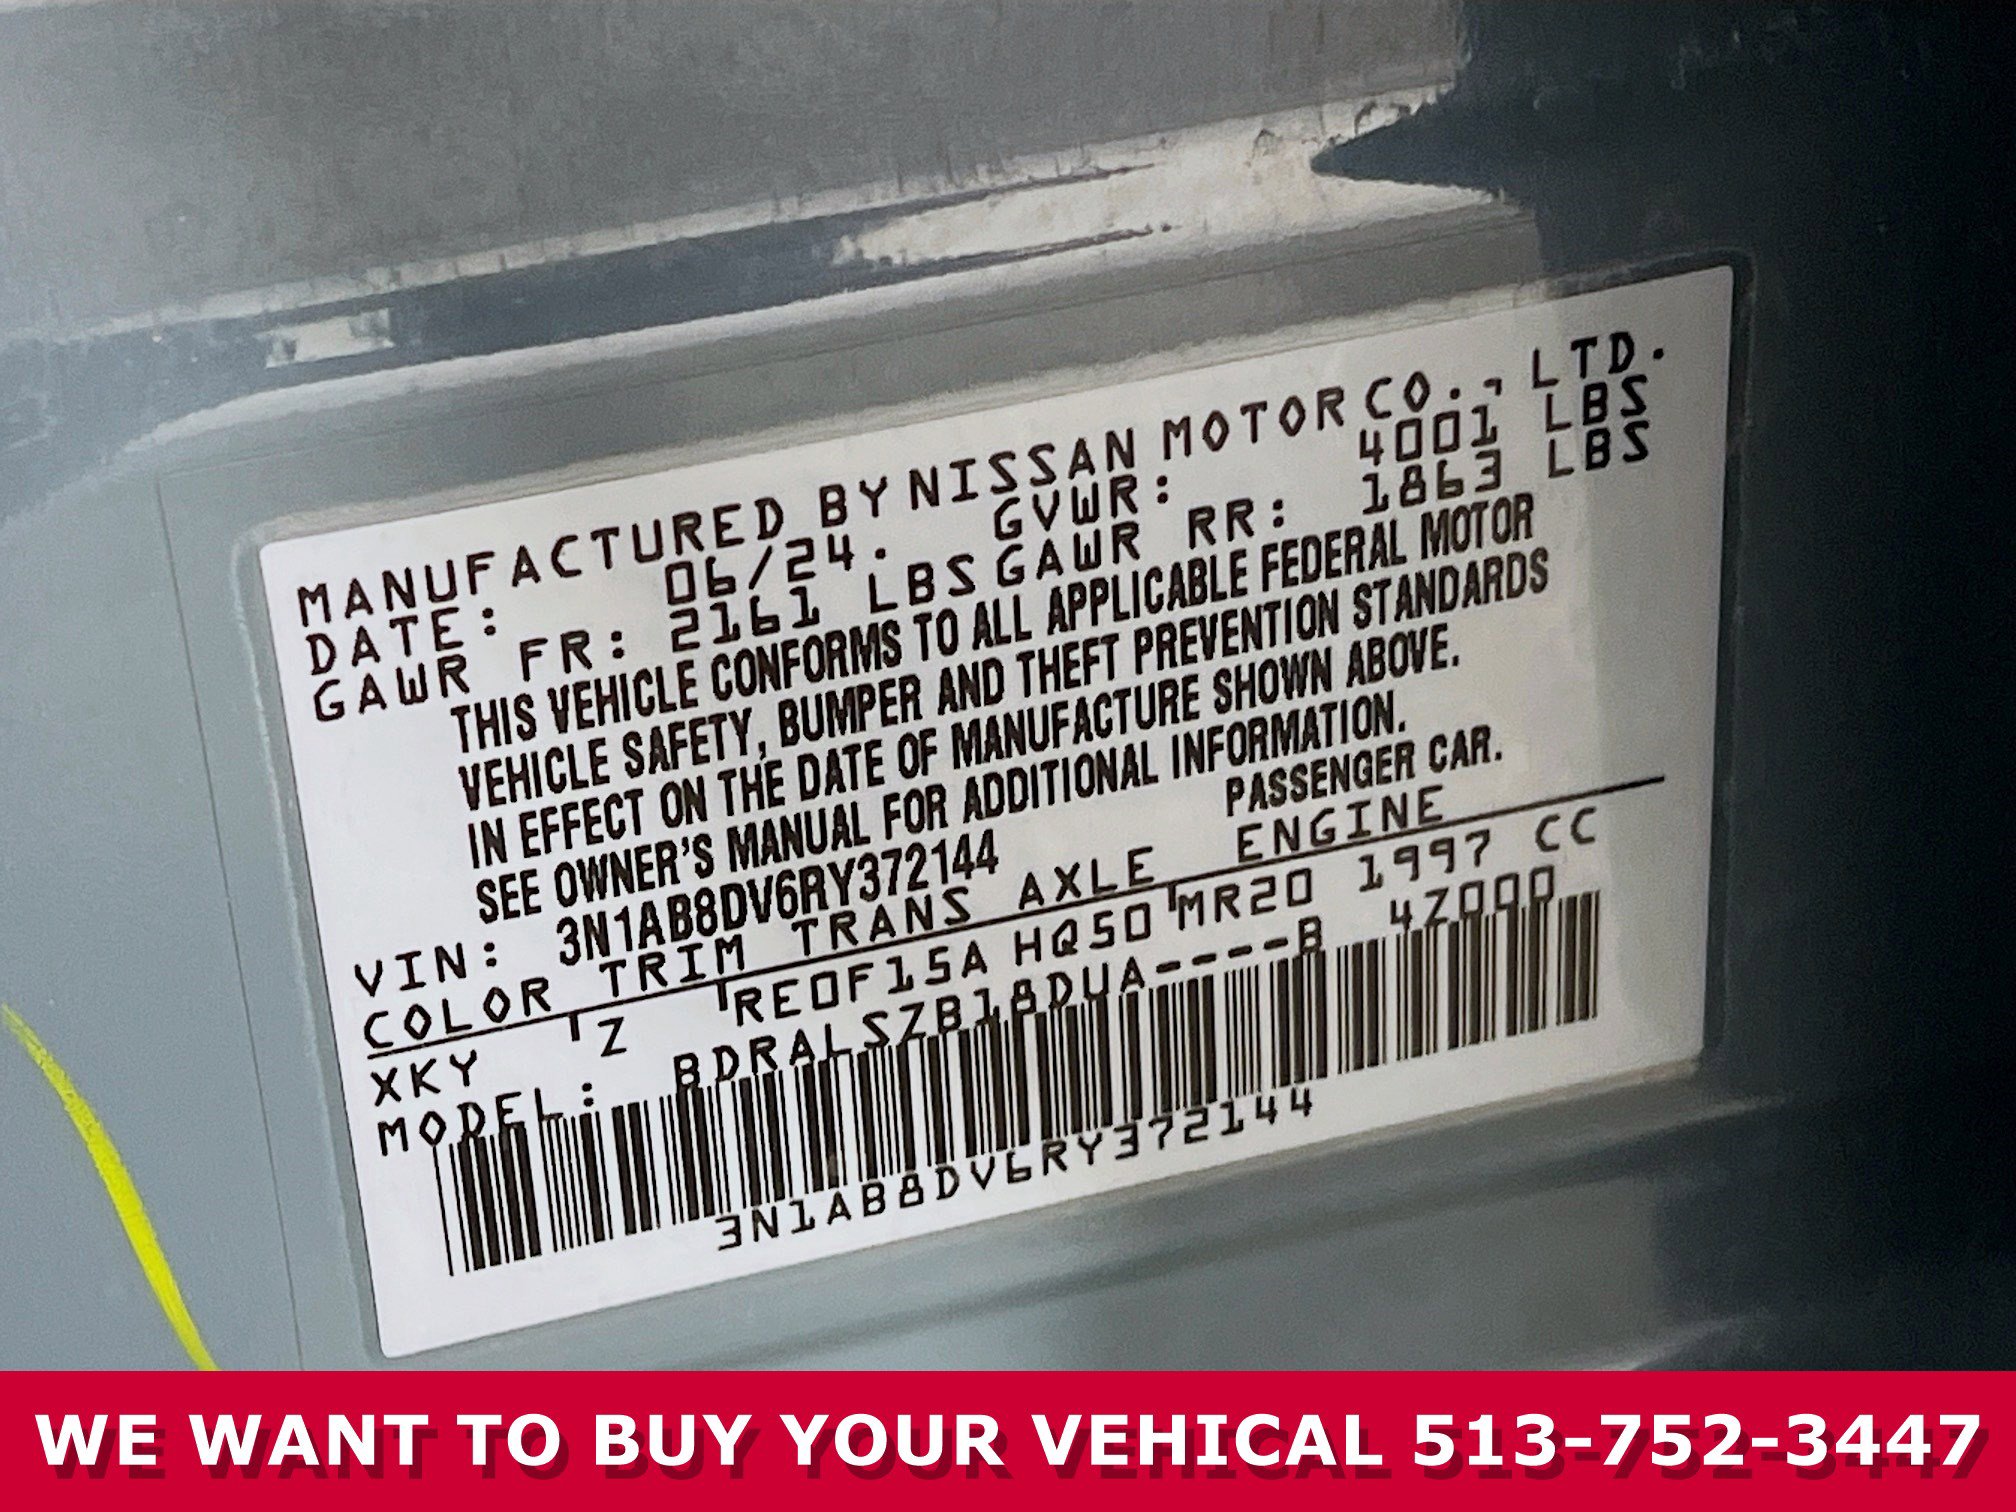 MANUFACTURED BY NISSAN MOTOR CO., LTD.
DATE: 06/24. GVWR: 4001 LBS
GAWR FR: 2161 LBS GAWR RR: 1863 LBS
THIS VEHICLE CONFORMS TO ALL APPLICABLE FEDERAL MOTOR
VEHICLE SAFETY, BUMPER AND THEFT PREVENTION STANDARDS
IN EFFECT ON THE DATE OF MANUFACTURE SHOWN ABOVE.
SEE OWNER'S MANUAL FOR ADDITIONAL INFORMATION.
VIN: 3N1AB8DV6RY372144 PASSENGER CAR.
COLOR TRIM TRANS AXLE ENGINE
XKY Z RE0F15A HQ50 MR20 1997 CC
MODEL: BDRALSZB18DUA----B 4Z000
3N1AB8DV6RY372144
WE WANT TO BUY YOUR VEHICAL 513-752-3447